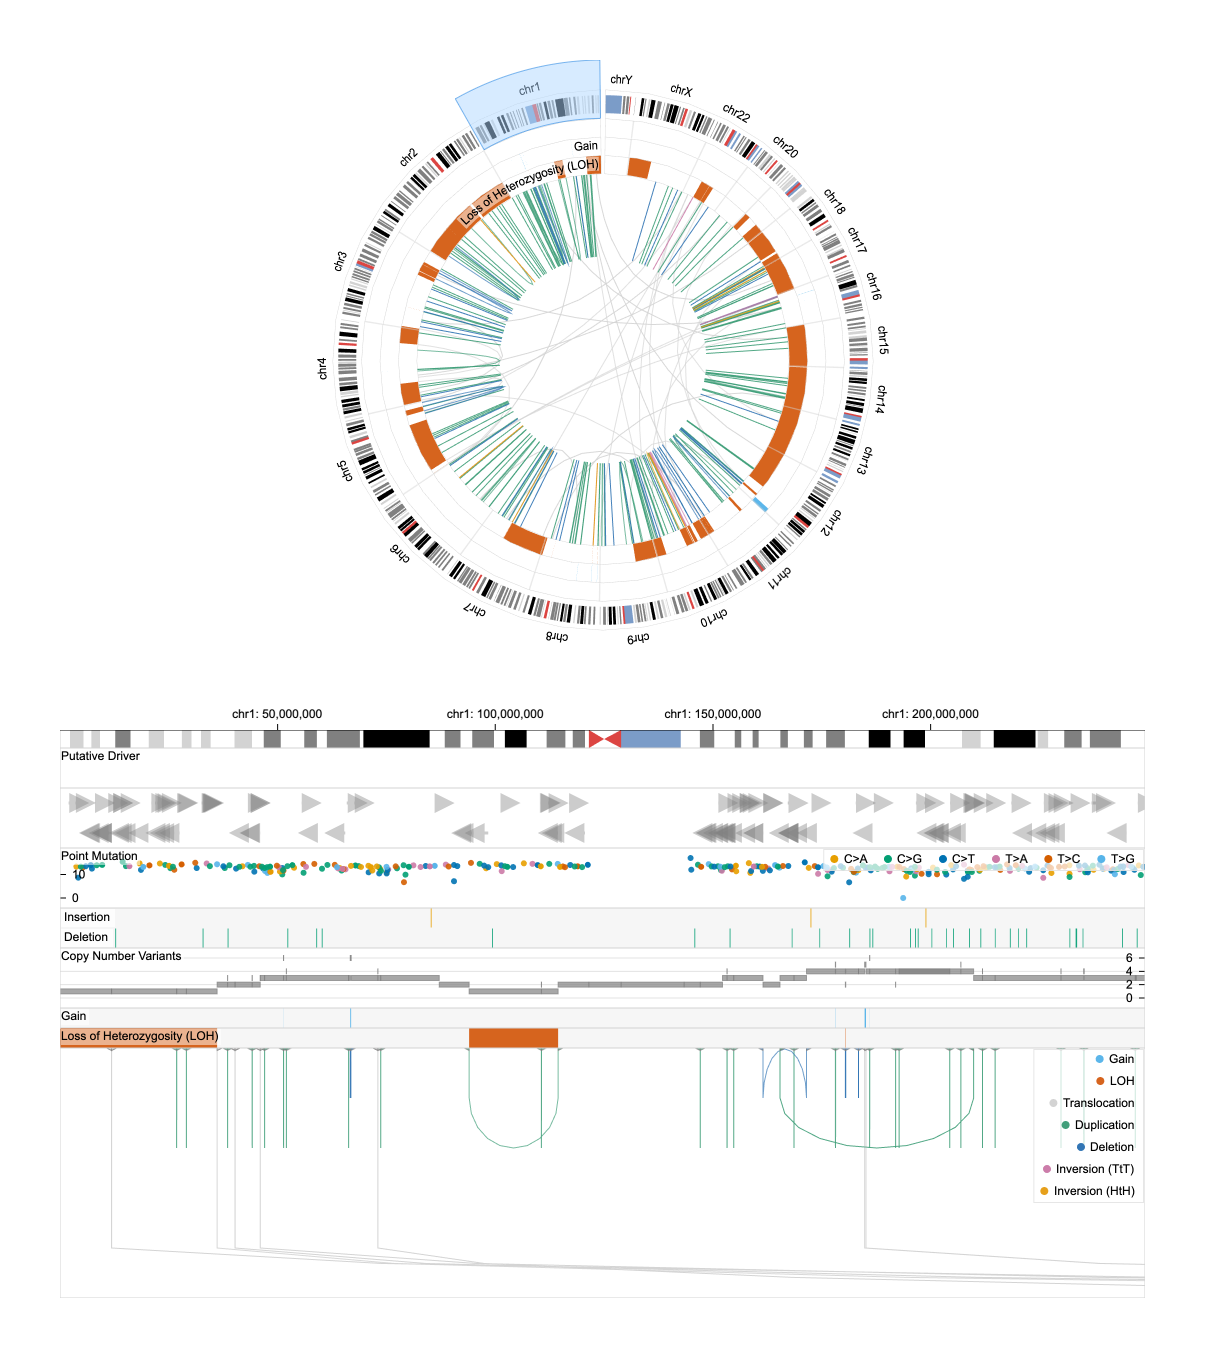 chrY
chrX
chr22
chr20
chr18
chr17
chr16
chr15
chr14
chr13
chr12
chr11
chr10
chr9
chr8
chr7
chr6
chr5
chr4
chr3
chr2
chr1
Gain
Loss of Heterozygosity (LOH)
chr1: 50,000,000
chr1: 100,000,000
chr1: 150,000,000
chr1: 200,000,000
Putative Driver
Point Mutation
C>A
C>G
C>T
T>A
T>C
T>G
10
0
Insertion
Deletion
Copy Number Variants
6
4
2
0
Gain
Loss of Heterozygosity (LOH)
Gain
LOH
Translocation
Duplication
Deletion
Inversion (TtT)
Inversion (HtH)